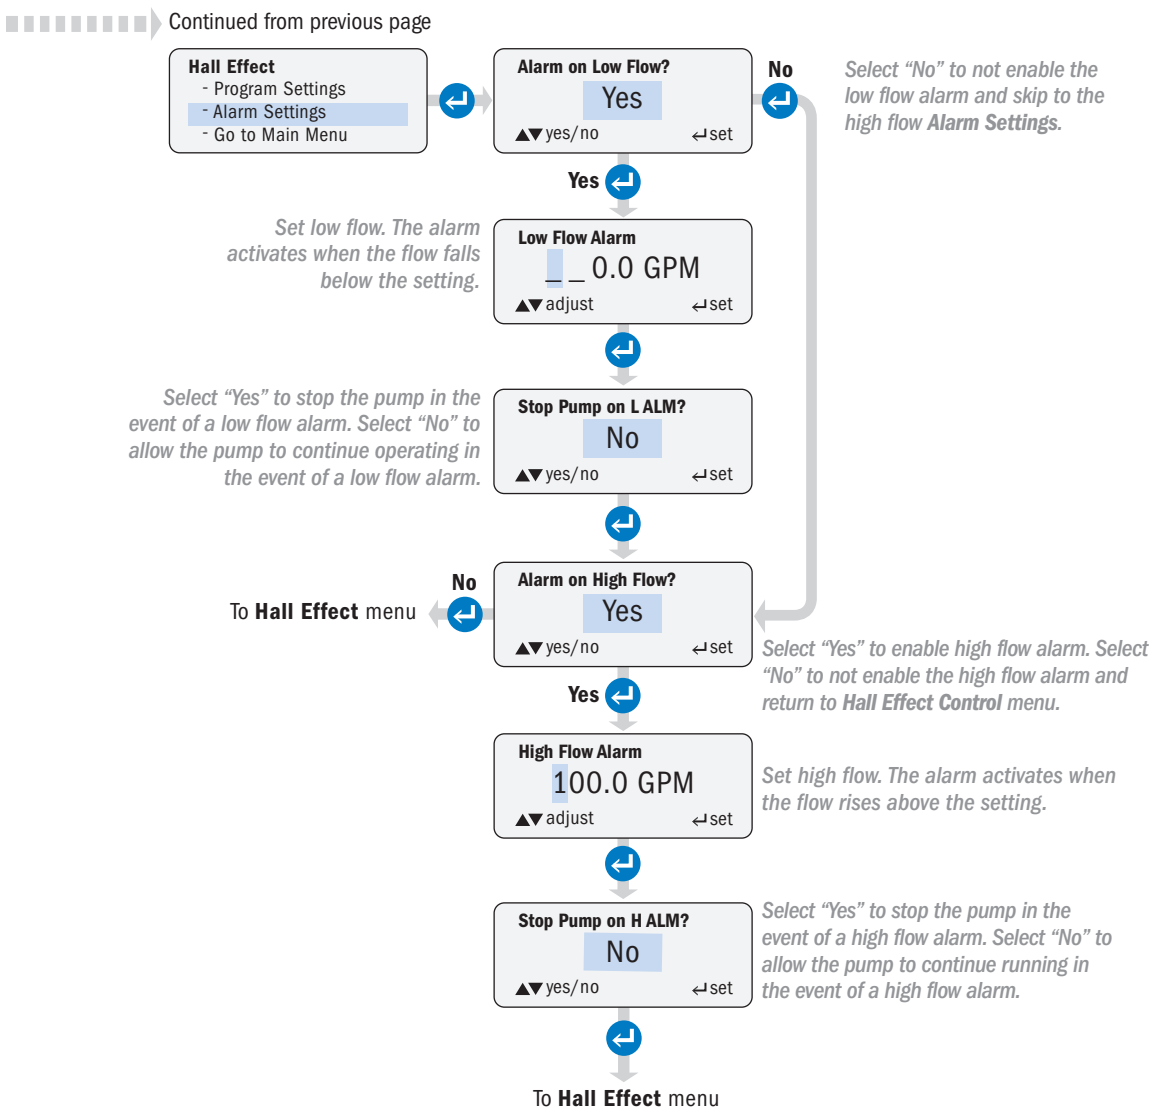 Continued from previous page
Hall Effect
- Program Settings
- Alarm Settings
- Go to Main Menu
Alarm on Low Flow?
Yes
▲▼ yes/no ↵ set
No
Select “No” to not enable the
low flow alarm and skip to the
high flow Alarm Settings.
Yes
Set low flow. The alarm
activates when the flow falls
below the setting.
Low Flow Alarm
_ _ 0.0 GPM
▲▼ adjust ↵ set
Select “Yes” to stop the pump in the
event of a low flow alarm. Select “No” to
allow the pump to continue operating in
the event of a low flow alarm.
Stop Pump on L ALM?
No
▲▼ yes/no ↵ set
No
To Hall Effect menu
Alarm on High Flow?
Yes
▲▼ yes/no ↵ set
Select “Yes” to enable high flow alarm. Select
“No” to not enable the high flow alarm and
return to Hall Effect Control menu.
Yes
High Flow Alarm
100.0 GPM
▲▼ adjust ↵ set
Set high flow. The alarm activates when
the flow rises above the setting.
Stop Pump on H ALM?
No
▲▼ yes/no ↵ set
Select “Yes” to stop the pump in the
event of a high flow alarm. Select “No” to
allow the pump to continue running in
the event of a high flow alarm.
To Hall Effect menu